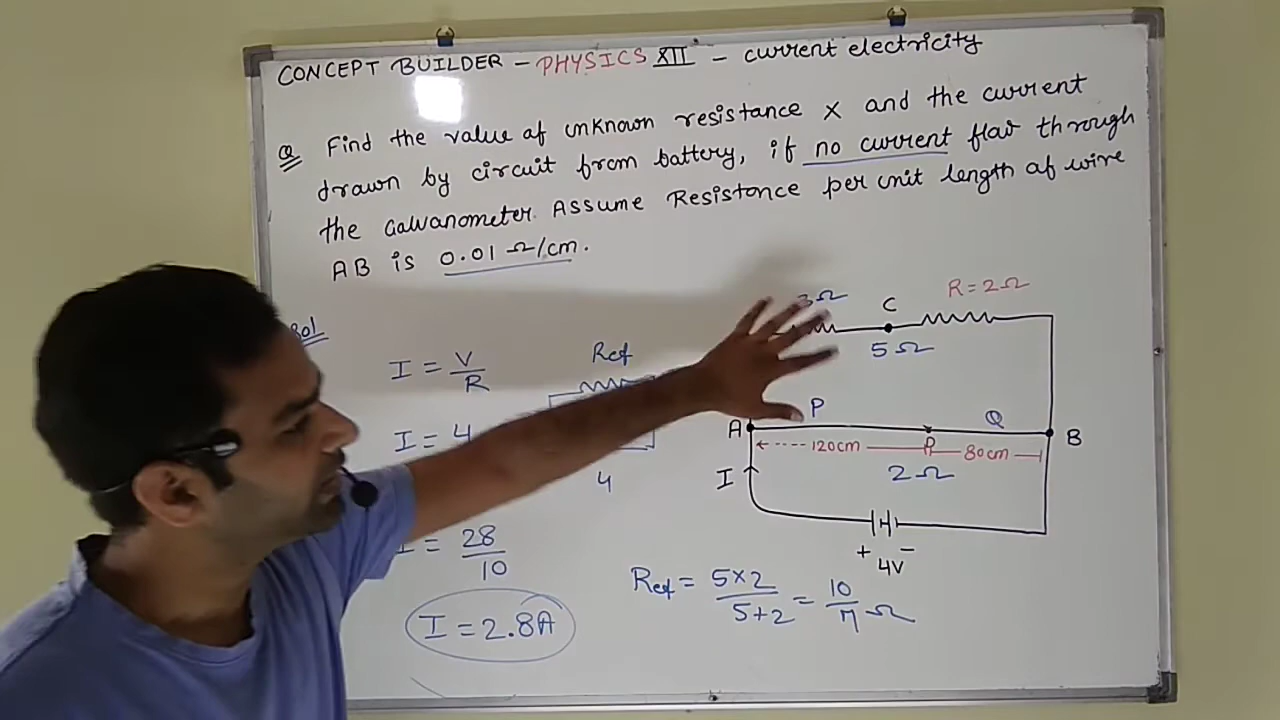 CONCEPT BUILDER - PHYSICS XII - current electricity
Q Find the value of unknown resistance X and the current
drawn by circuit from battery, if no current flow through
the Galvanometer. Assume Resistance per unit length of wire
AB is 0.01 Ω/cm.
Sol
I = V/R
I = 4
I = 28/10
I = 2.8A
Ref
4
3Ω
C
R = 2Ω
5Ω
A
P
Q
B
120cm
D
80cm
2Ω
I
+ -
4V
Ref = 5×2/5+2 = 10/7 Ω